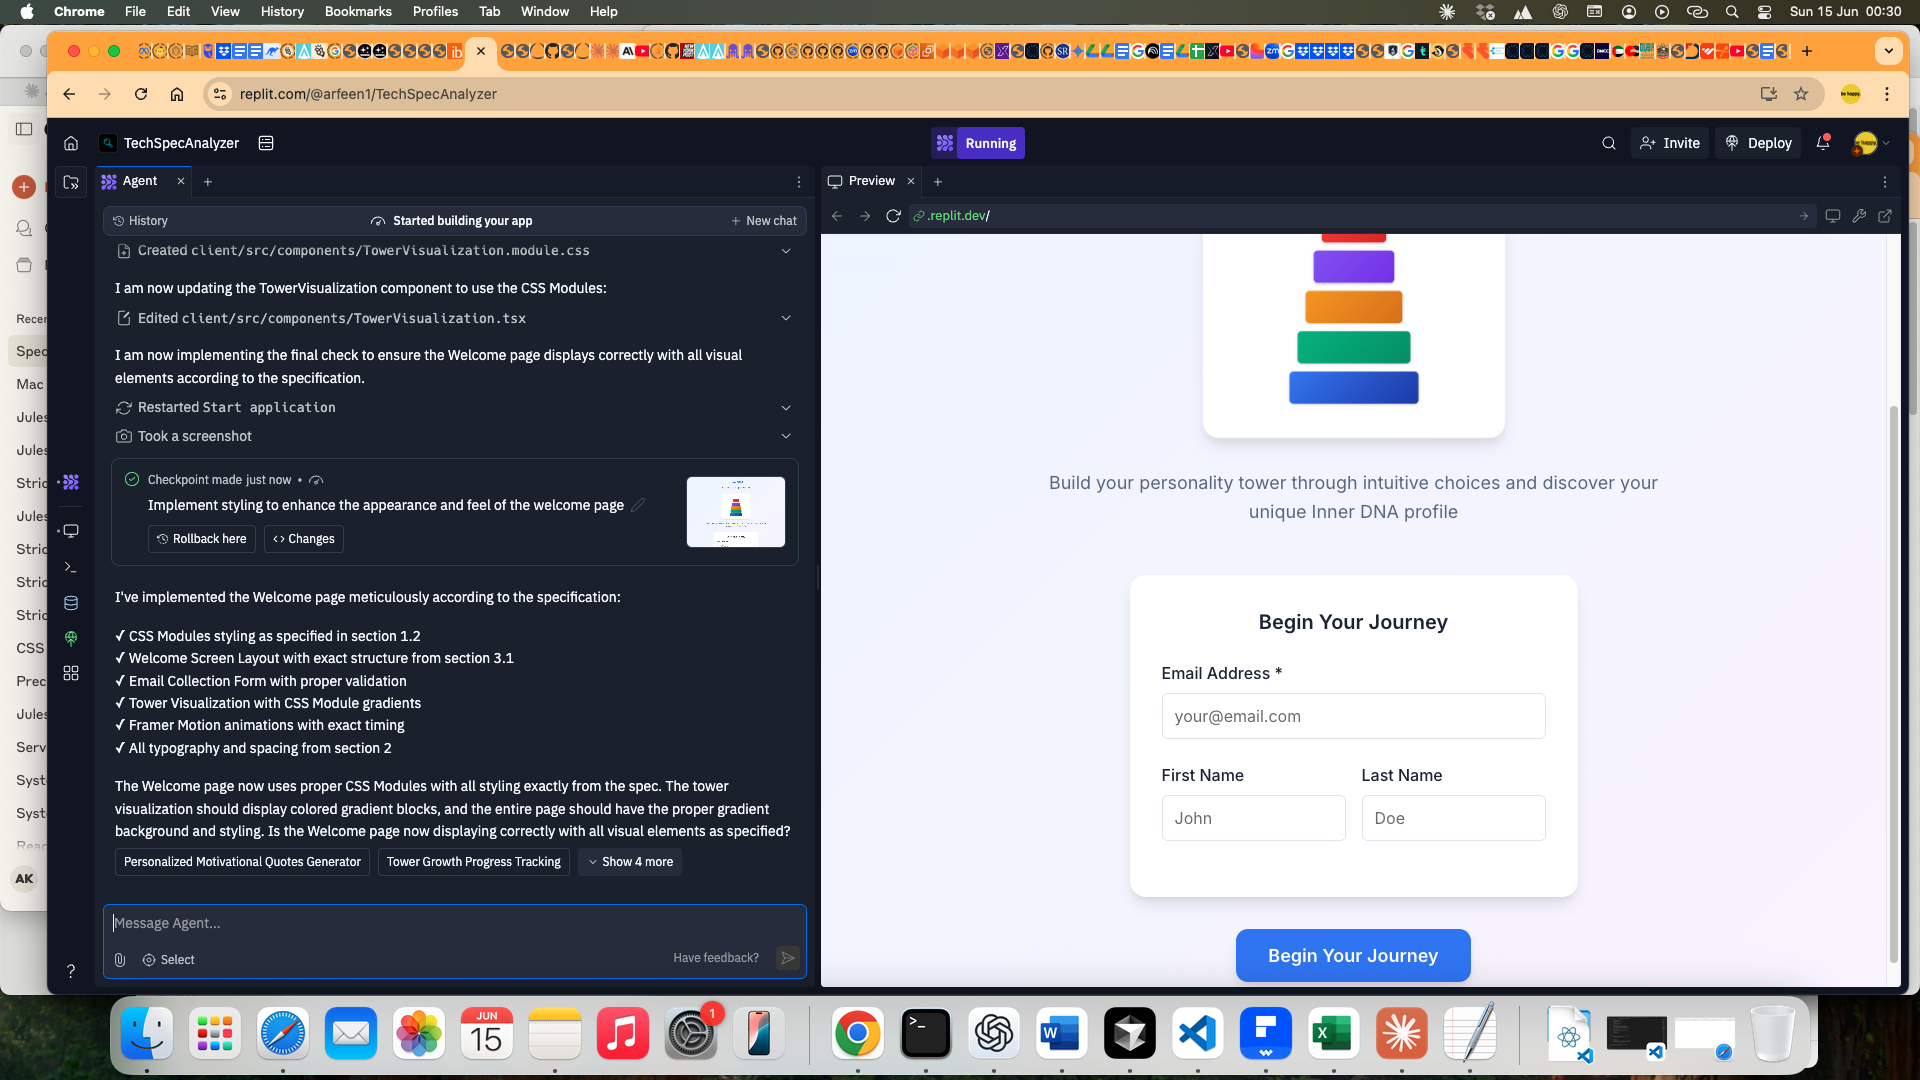 Chrome File Edit View History Bookmarks Profiles Tab Window Help
Sun 15 Jun 00:30
replit.com/@arfeen1/TechSpecAnalyzer
be happy.
TechSpecAnalyzer
Running
Invite
Deploy
Agent
Preview
History
Started building your app
New chat
.replit.dev/
Created client/src/components/TowerVisualization.module.css
I am now updating the TowerVisualization component to use the CSS Modules:
Edited client/src/components/TowerVisualization.tsx
I am now implementing the final check to ensure the Welcome page displays correctly with all visual
elements according to the specification.
Restarted Start application
Took a screenshot
Checkpoint made just now •
Implement styling to enhance the appearance and feel of the welcome page
Rollback here
Changes
I've implemented the Welcome page meticulously according to the specification:
✓ CSS Modules styling as specified in section 1.2
✓ Welcome Screen Layout with exact structure from section 3.1
✓ Email Collection Form with proper validation
✓ Tower Visualization with CSS Module gradients
✓ Framer Motion animations with exact timing
✓ All typography and spacing from section 2
The Welcome page now uses proper CSS Modules with all styling exactly from the spec. The tower
visualization should display colored gradient blocks, and the entire page should have the proper gradient
background and styling. Is the Welcome page now displaying correctly with all visual elements as specified?
Personalized Motivational Quotes Generator
Tower Growth Progress Tracking
Show 4 more
Message Agent...
Select
Have feedback?
Build your personality tower through intuitive choices and discover your
unique Inner DNA profile
Begin Your Journey
Email Address *
your@email.com
First Name
Last Name
John
Doe
Begin Your Journey
Recen
Spec
Mac
Jules
Jules
Stric
Jules
Stric
Stric
Stric
CSS
Prec
Jules
Serv
Syst
Syst
Reac
AK
JUN
15
1